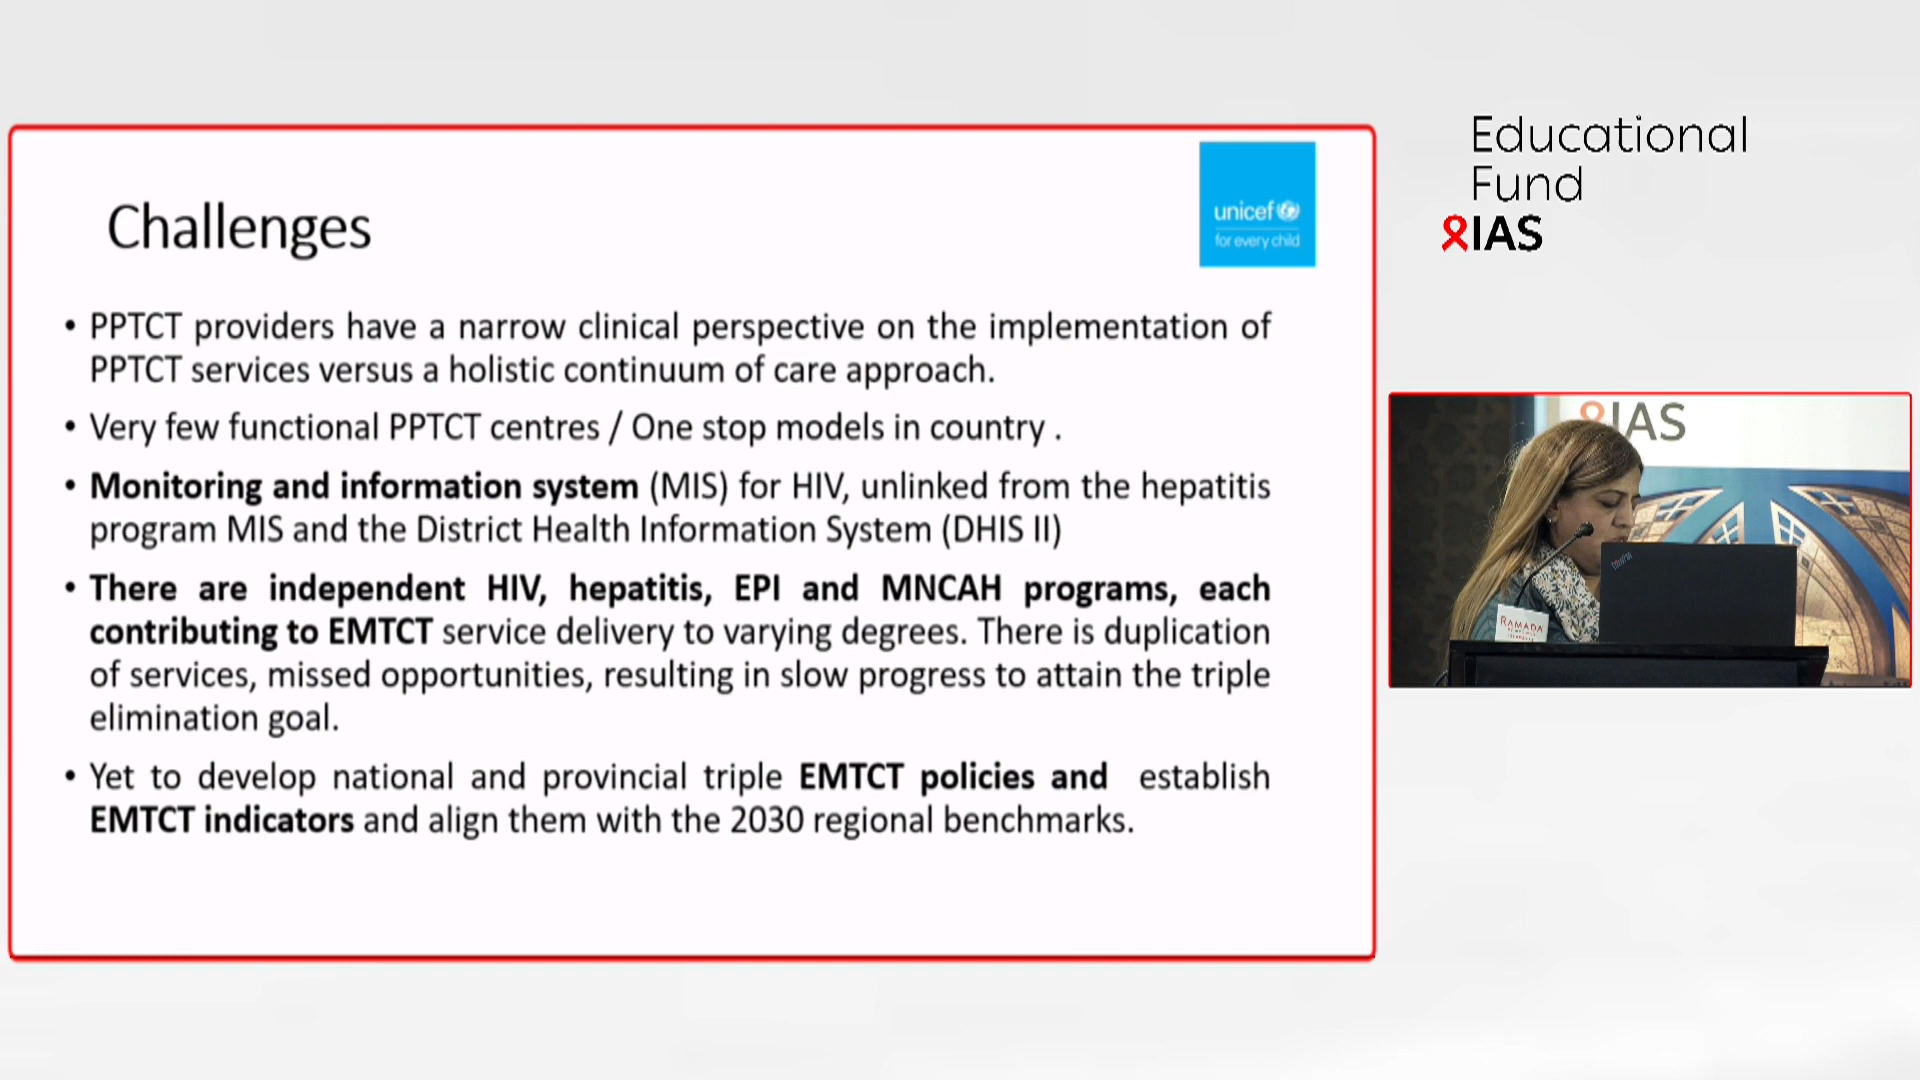 Challenges
unicef
for every child
• PPTCT providers have a narrow clinical perspective on the implementation of
PPTCT services versus a holistic continuum of care approach.
• Very few functional PPTCT centres / One stop models in country .
• Monitoring and information system (MIS) for HIV, unlinked from the hepatitis
program MIS and the District Health Information System (DHIS II)
• There are independent HIV, hepatitis, EPI and MNCAH programs, each
contributing to EMTCT service delivery to varying degrees. There is duplication
of services, missed opportunities, resulting in slow progress to attain the triple
elimination goal.
• Yet to develop national and provincial triple EMTCT policies and establish
EMTCT indicators and align them with the 2030 regional benchmarks.
Educational
Fund
IAS
IAS
ThinkPad
RAMADA